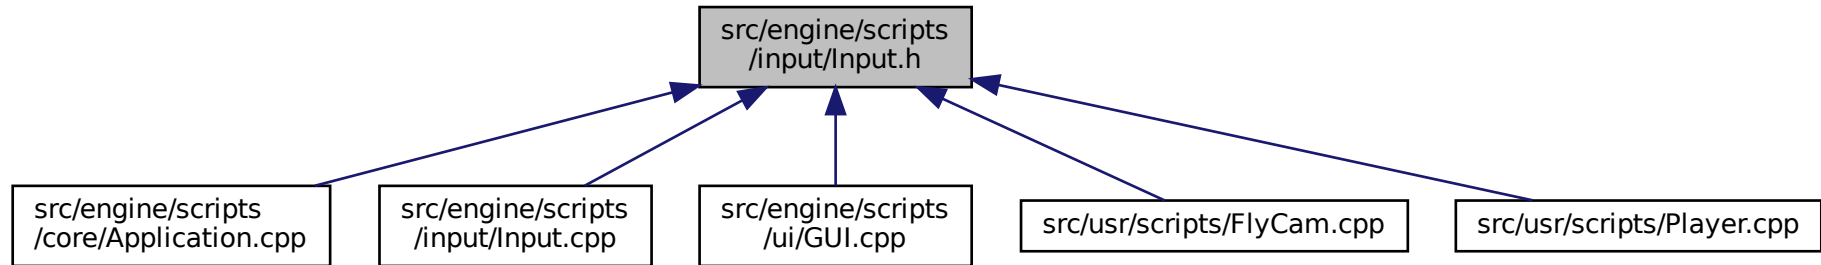 src/engine/scripts
/input/Input.h
src/engine/scripts
/core/Application.cpp
src/engine/scripts
/input/Input.cpp
src/engine/scripts
/ui/GUI.cpp
src/usr/scripts/FlyCam.cpp
src/usr/scripts/Player.cpp